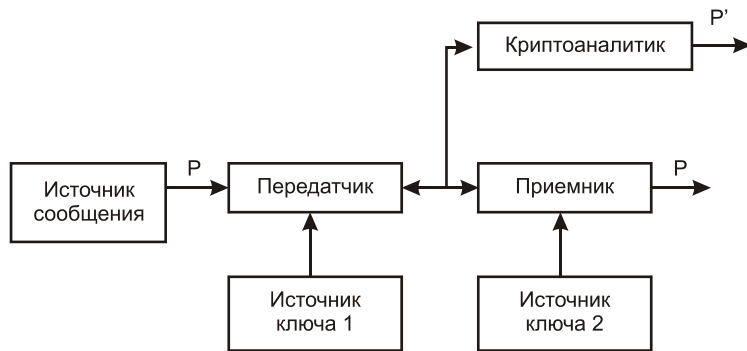 P’
Криптоаналитик
P
Источник
сообщения
Передатчик
Приемник
P
Источник
ключа 1
Источник
ключа 2